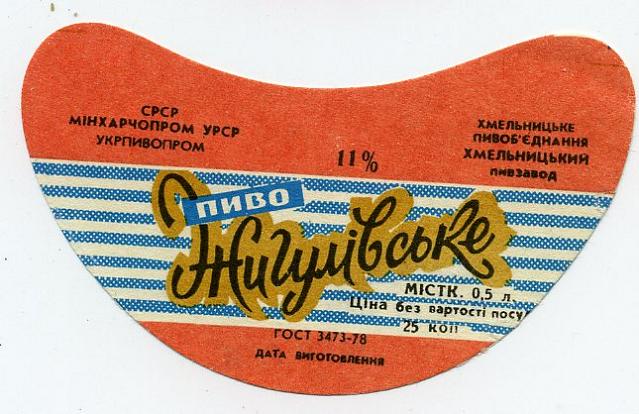 СРСР
МІНХАРЧОПРОМ УРСР
УКРПИВОПРОМ
11%
ХМЕЛЬНИЦЬКЕ
ПИВОБ'ЄДНАННЯ
ХМЕЛЬНИЦЬКИЙ
ПИВЗАВОД
ПИВО
Жигулівське
МІСТК. 0,5 л.
Ціна без вартості посу
25 коп
ГОСТ 3473-78
ДАТА ВИГОТОВЛЕННЯ